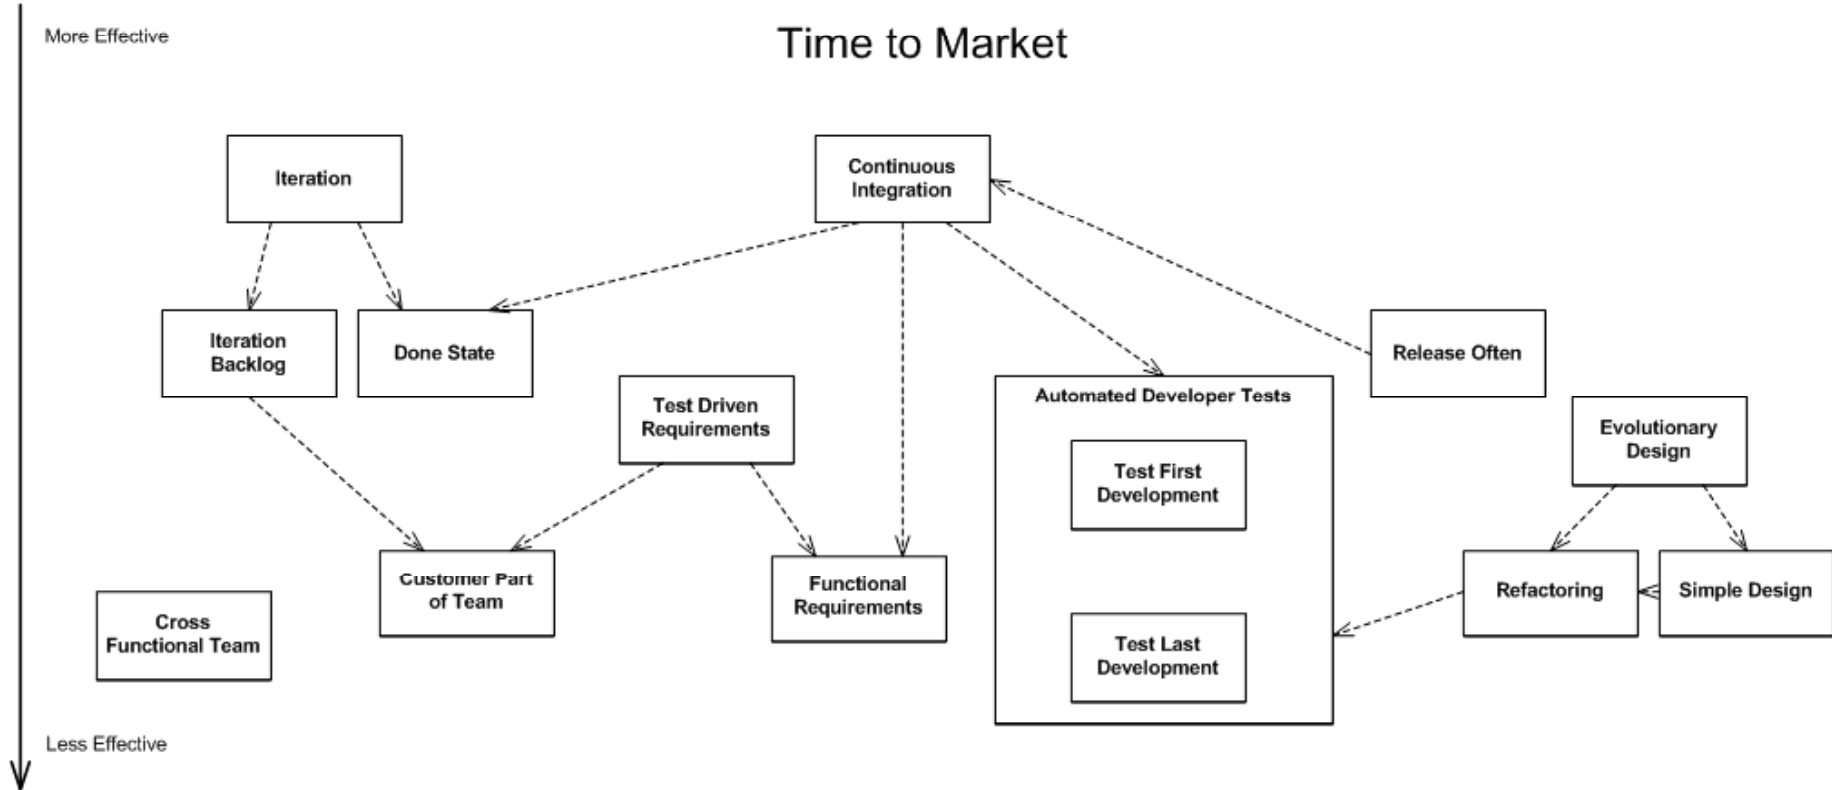 More Effective
Time to Market
Iteration
Continuous
Integration
Iteration
Backlog
Done State
Release Often
Test Driven
Requirements
Automated Developer Tests
Test First
Development
Evolutionary
Design
Cross
Functional Team
Customer Part
of Team
Functional
Requirements
Test Last
Development
Refactoring
Simple Design
Less Effective